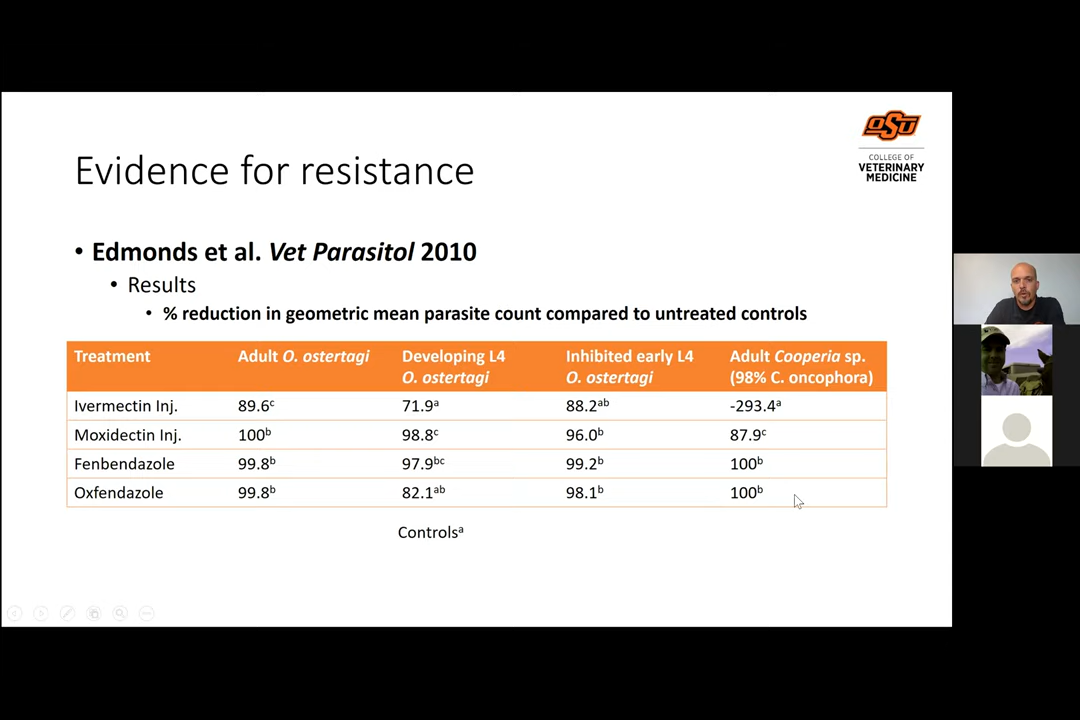 OSU
COLLEGE OF
VETERINARY
MEDICINE
Evidence for resistance
• Edmonds et al. Vet Parasitol 2010
• Results
• % reduction in geometric mean parasite count compared to untreated controls
Treatment Adult O. ostertagi Developing L4 O. ostertagi Inhibited early L4 O. ostertagi Adult Cooperia sp. (98% C. oncophora)
Ivermectin Inj. 89.6ᶜ 71.9ᵃ 88.2ᵃᵇ -293.4ᵃ
Moxidectin Inj. 100ᵇ 98.8ᶜ 96.0ᵇ 87.9ᶜ
Fenbendazole 99.8ᵇ 97.9ᵇᶜ 99.2ᵇ 100ᵇ
Oxfendazole 99.8ᵇ 82.1ᵃᵇ 98.1ᵇ 100ᵇ
Controlsᵃ